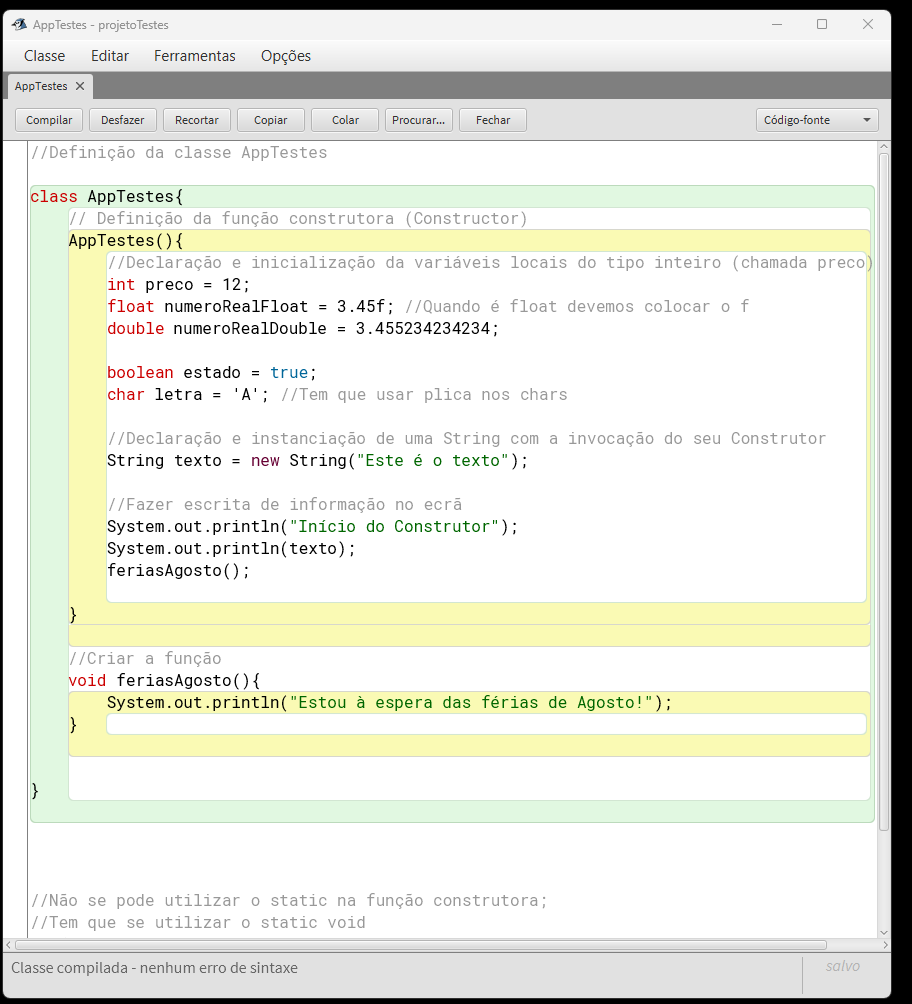 AppTestes - projetoTestes
Classe Editar Ferramentas Opções
AppTestes
Compilar Desfazer Recortar Copiar Colar Procurar... Fechar Código-fonte
//Definição da classe AppTestes
class AppTestes{
// Definição da função construtora (Constructor)
AppTestes(){
//Declaração e inicialização da variáveis locais do tipo inteiro (chamada preco)
int preco = 12;
float numeroRealFloat = 3.45f; //Quando é float devemos colocar o f
double numeroRealDouble = 3.455234234234;
boolean estado = true;
char letra = 'A'; //Tem que usar plica nos chars
//Declaração e instanciação de uma String com a invocação do seu Construtor
String texto = new String("Este é o texto");
//Fazer escrita de informação no ecrã
System.out.println("Início do Construtor");
System.out.println(texto);
feriasAgosto();
}
//Criar a função
void feriasAgosto(){
System.out.println("Estou à espera das férias de Agosto!");
}
}
//Não se pode utilizar o static na função construtora;
//Tem que se utilizar o static void
Classe compilada - nenhum erro de sintaxe
salvo